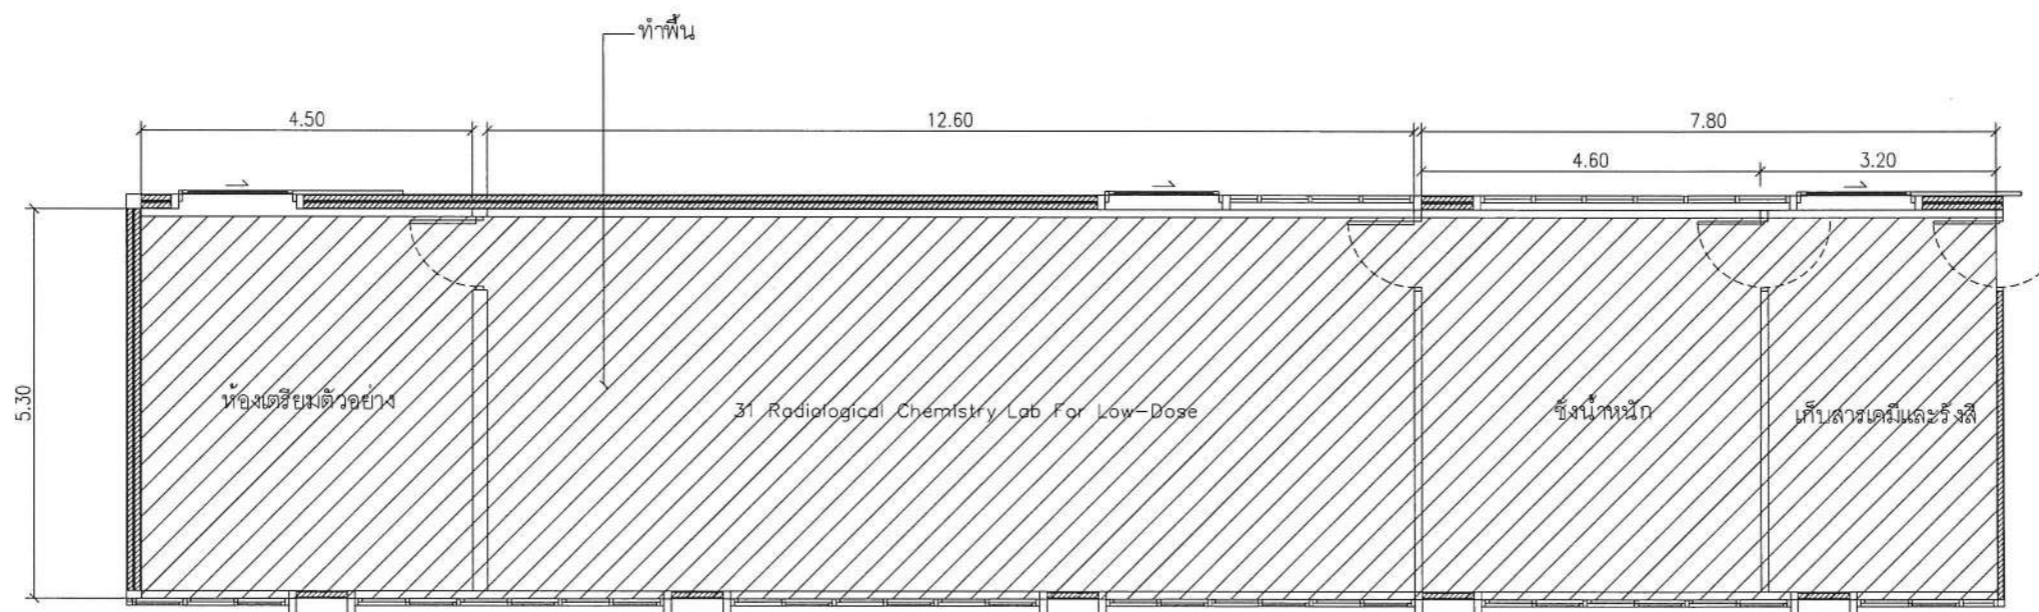 ทำพื้น
4.50
12.60
7.80
4.60
3.20
5.30
ห้องเตรียมตัวอย่าง
31 Radiological Chemistry Lab For Low-Dose
ชั่งน้ำหนัก
เก็บสารเคมีและรังสี